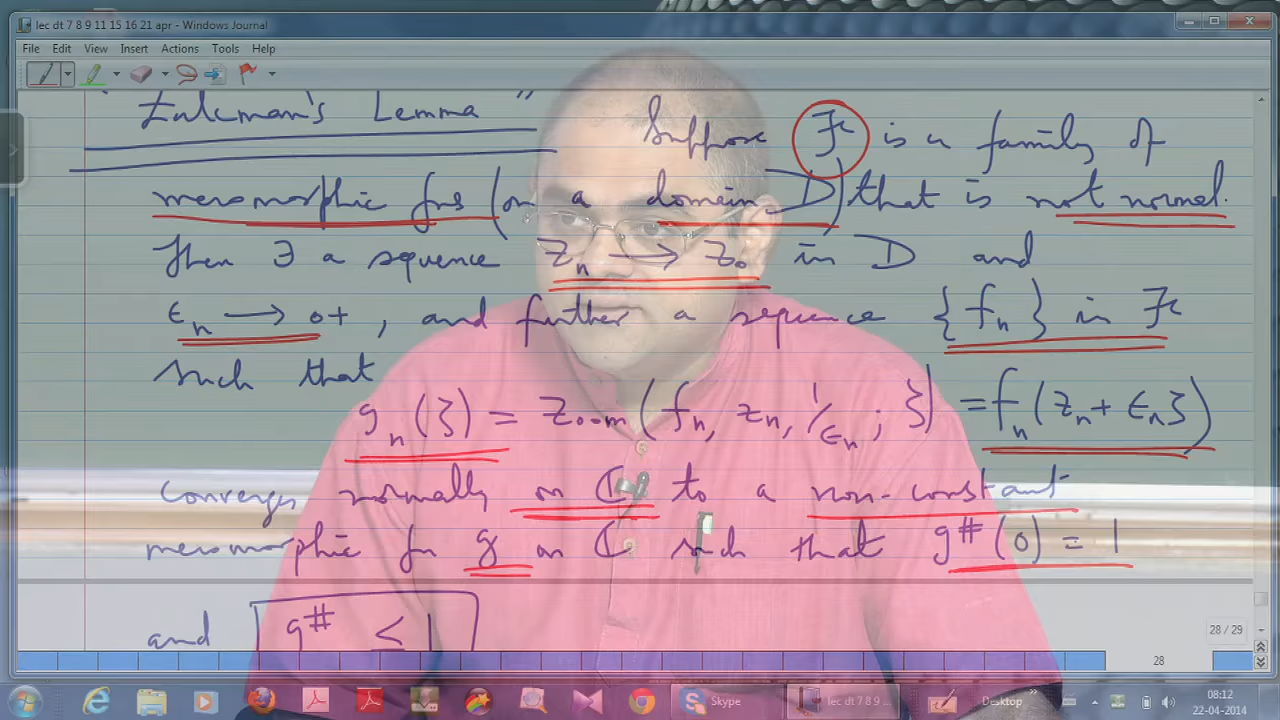 lec dt 7 8 9 11 15 16 21 apr - Windows Journal
File Edit View Insert Actions Tools Help
"Zalcman's Lemma" Suppose ℱ is a family of
meromorphic fns (on a domain D) that is not normal.
Then ∃ a sequence zₙ → z₀ in D and
εₙ → 0+, and further a sequence {fₙ} in ℱ
such that
gₙ(ζ) = Zoom(fₙ, zₙ, 1/εₙ; ζ) = fₙ(zₙ + εₙζ)
converges normally on ℂ to a non-constant
meromorphic fn g on ℂ such that g#(0) = 1
and g# ≤ 1
28 / 29
28
Skype
lec dt 7 8 9 ...
Desktop
08:12
22-04-2014